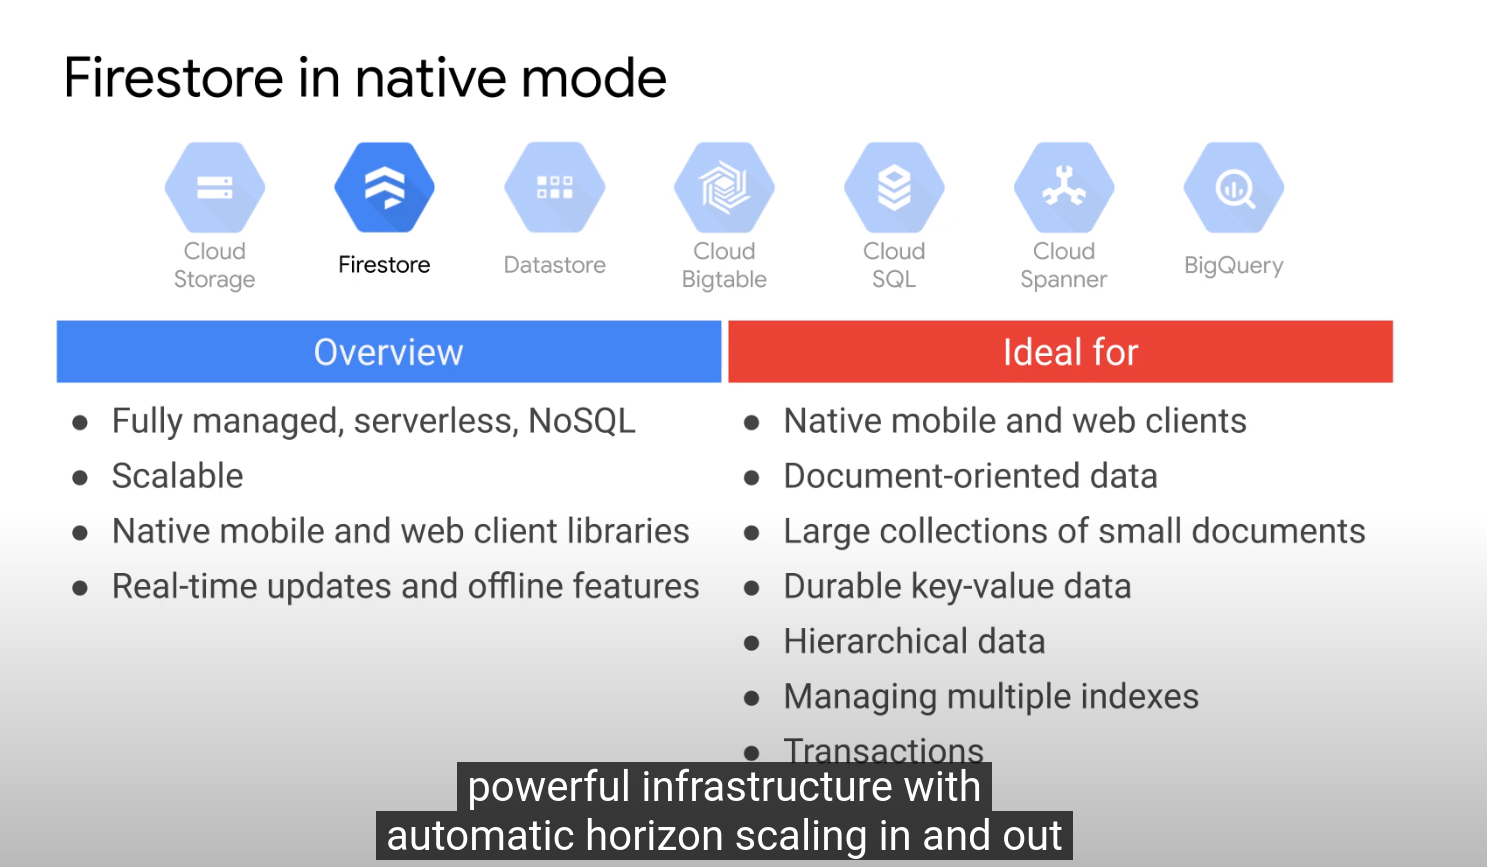 Firestore in native mode
Cloud
Storage
Firestore
Datastore
Cloud
Bigtable
Cloud
SQL
Cloud
Spanner
BigQuery
Overview
● Fully managed, serverless, NoSQL
● Scalable
● Native mobile and web client libraries
● Real-time updates and offline features
Ideal for
● Native mobile and web clients
● Document-oriented data
● Large collections of small documents
● Durable key-value data
● Hierarchical data
● Managing multiple indexes
● Transactions
powerful infrastructure with
automatic horizon scaling in and out